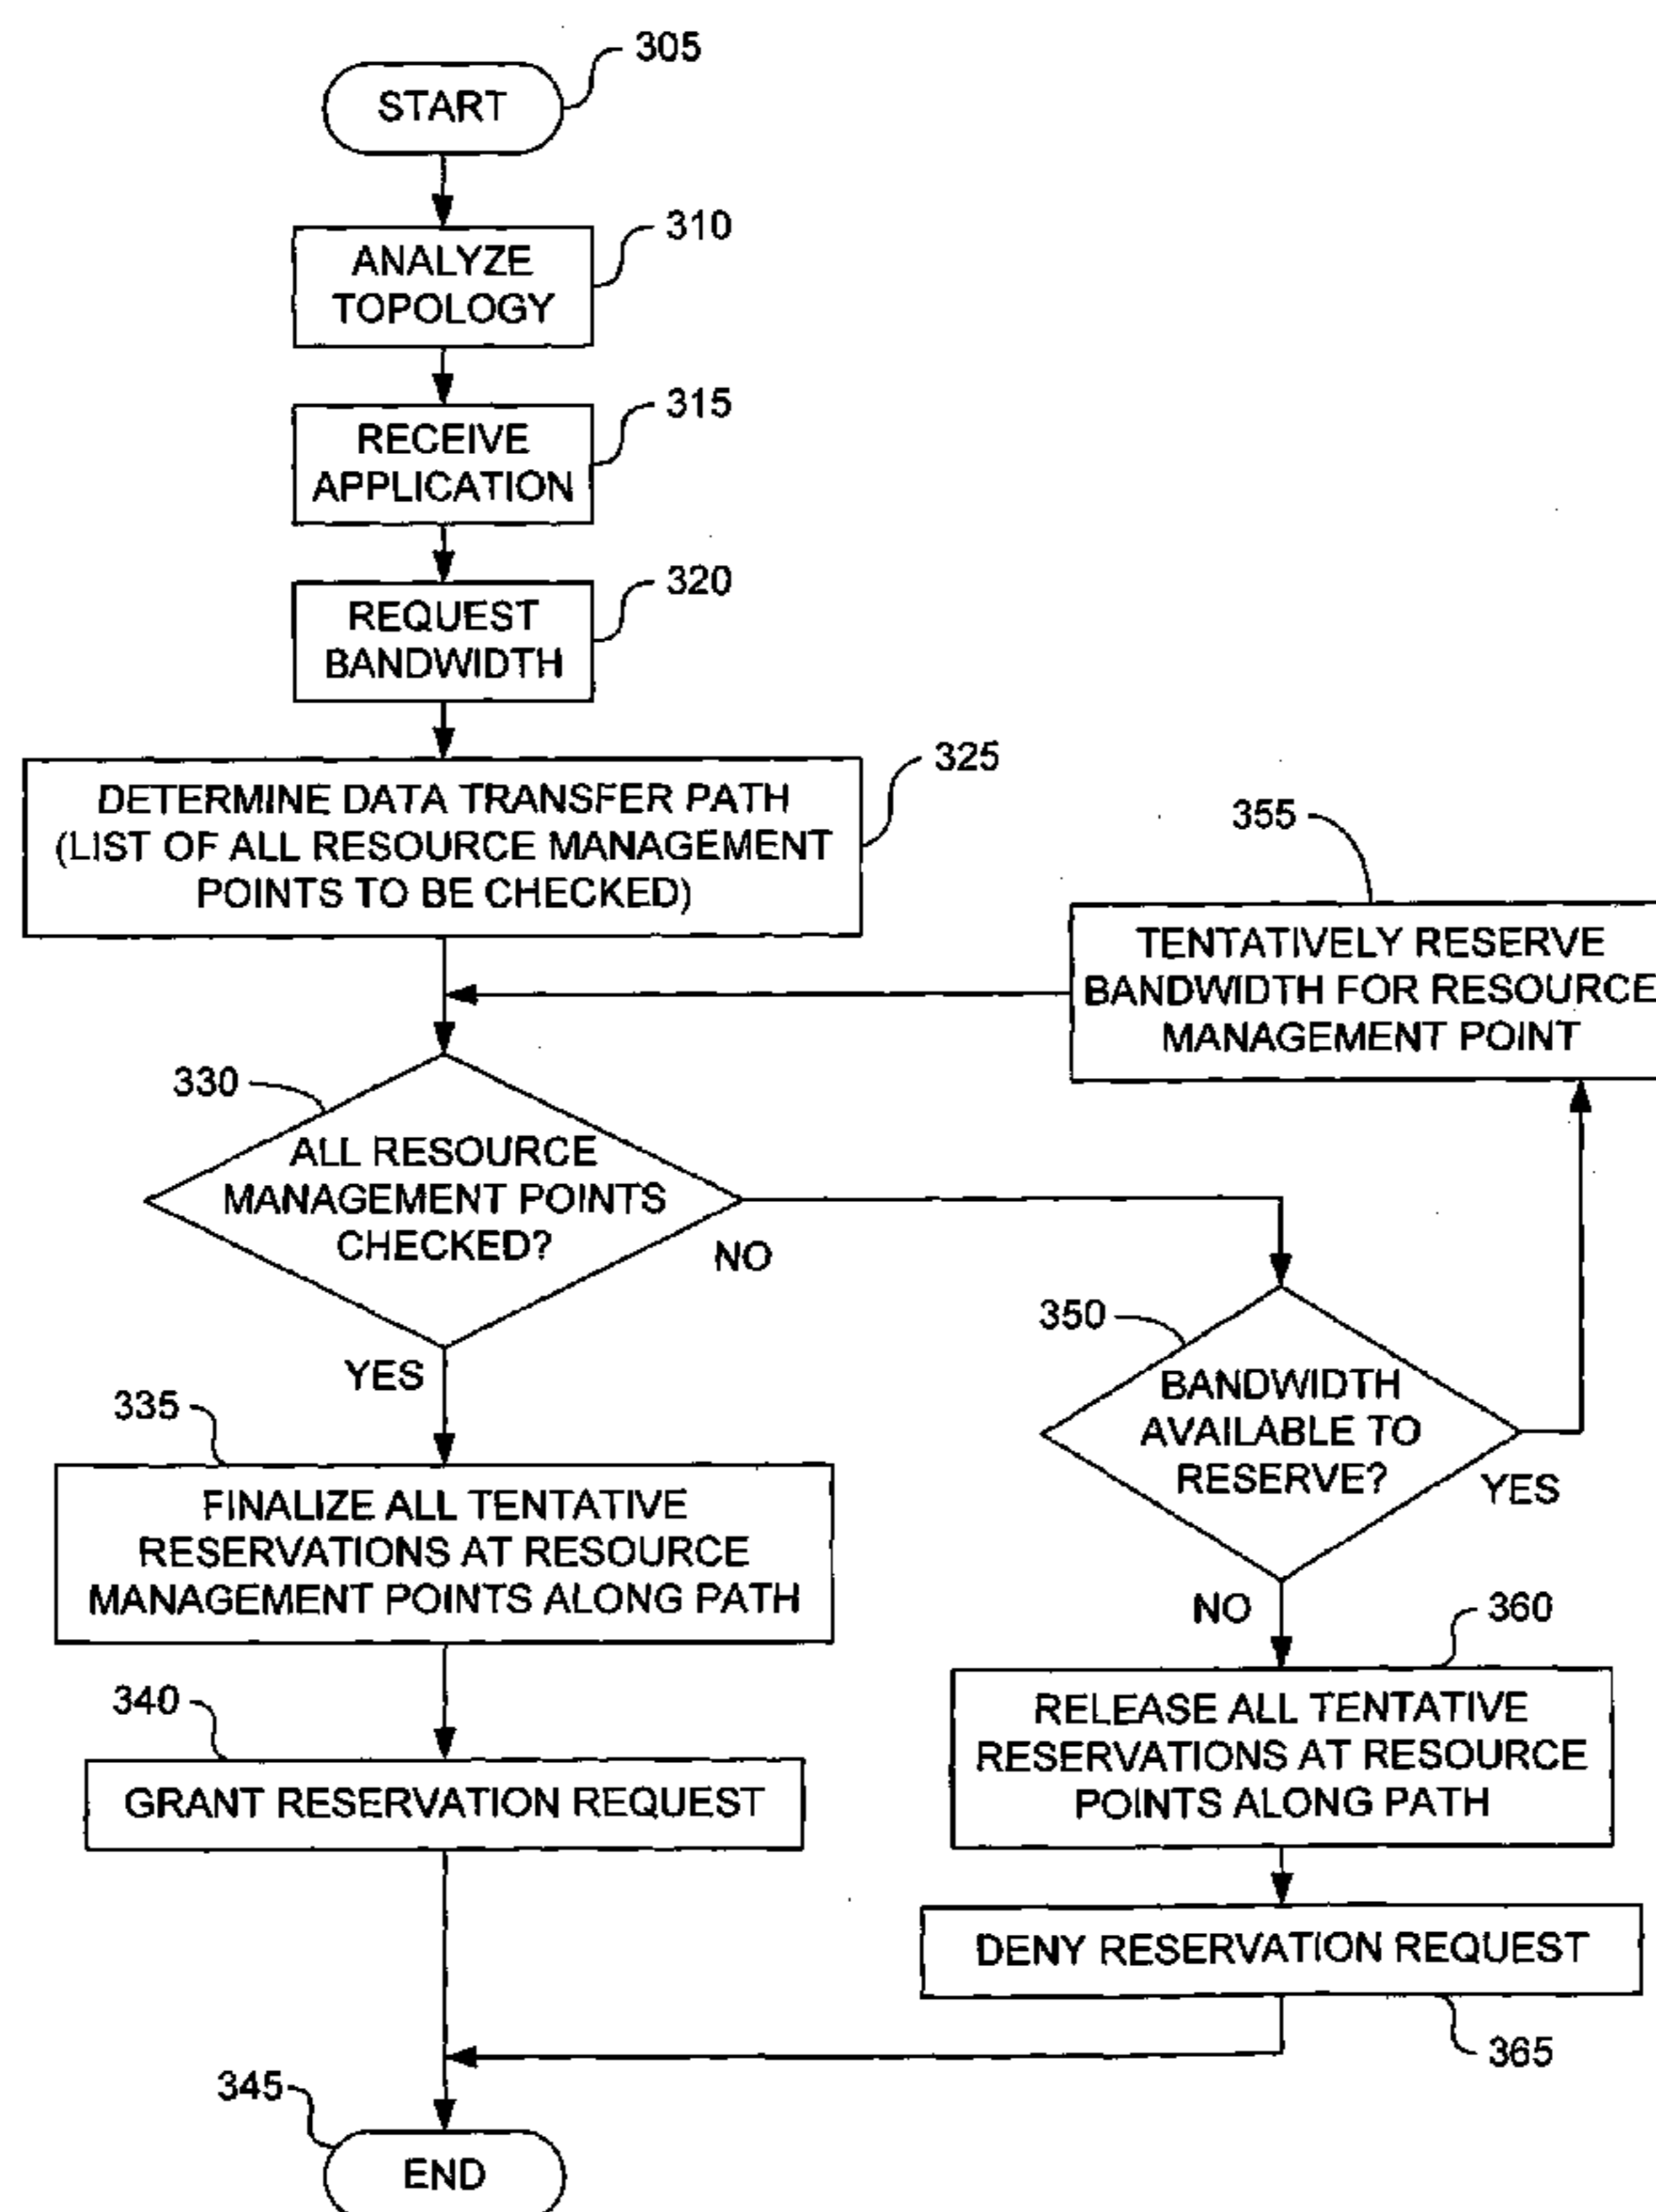 305
START
310
ANALYZE
TOPOLOGY
315
RECEIVE
APPLICATION
320
REQUEST
BANDWIDTH
325
DETERMINE DATA TRANSFER PATH
(LIST OF ALL RESOURCE MANAGEMENT
POINTS TO BE CHECKED)
355
TENTATIVELY RESERVE
BANDWIDTH FOR RESOURCE
MANAGEMENT POINT
330
ALL RESOURCE
MANAGEMENT POINTS
CHECKED?
NO
YES
350
BANDWIDTH
AVAILABLE TO
RESERVE?
YES
NO
335
FINALIZE ALL TENTATIVE
RESERVATIONS AT RESOURCE
MANAGEMENT POINTS ALONG PATH
360
RELEASE ALL TENTATIVE
RESERVATIONS AT RESOURCE
POINTS ALONG PATH
340
GRANT RESERVATION REQUEST
DENY RESERVATION REQUEST
365
345
END